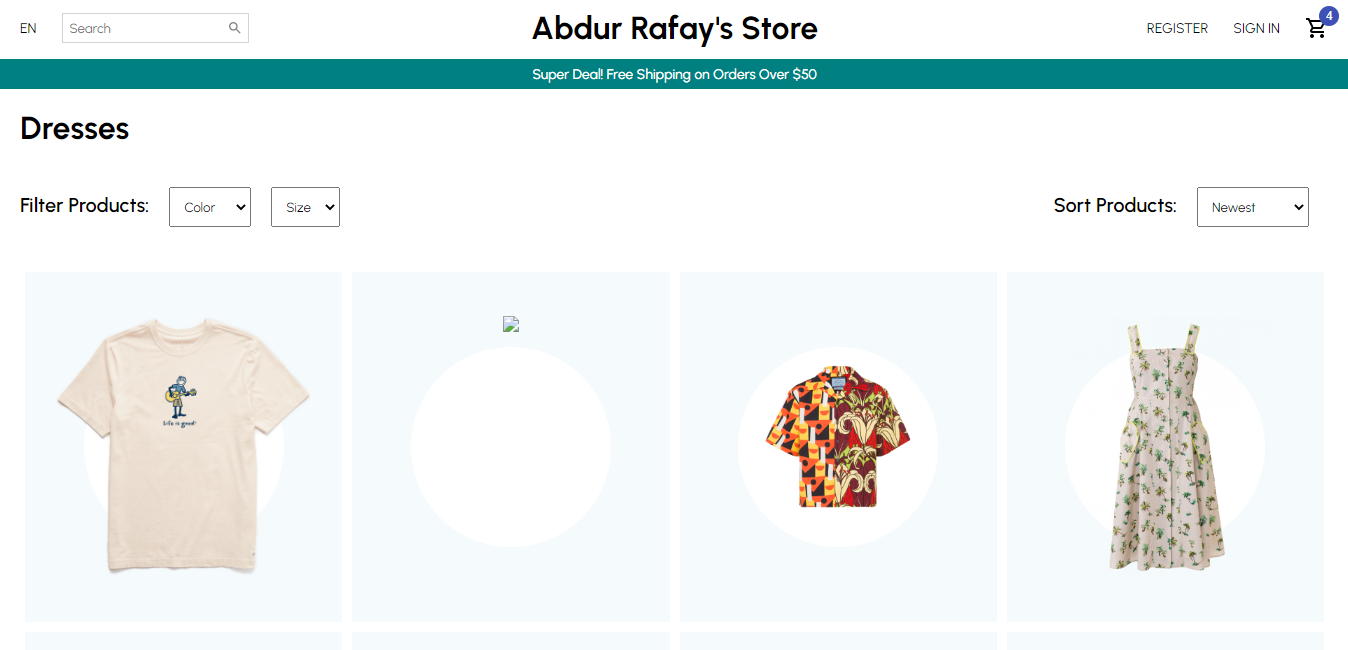 EN
Search
Abdur Rafay's Store
REGISTER
SIGN IN
4
Super Deal! Free Shipping on Orders Over $50
Dresses
Filter Products:
Color
Size
Sort Products:
Newest
Life is good